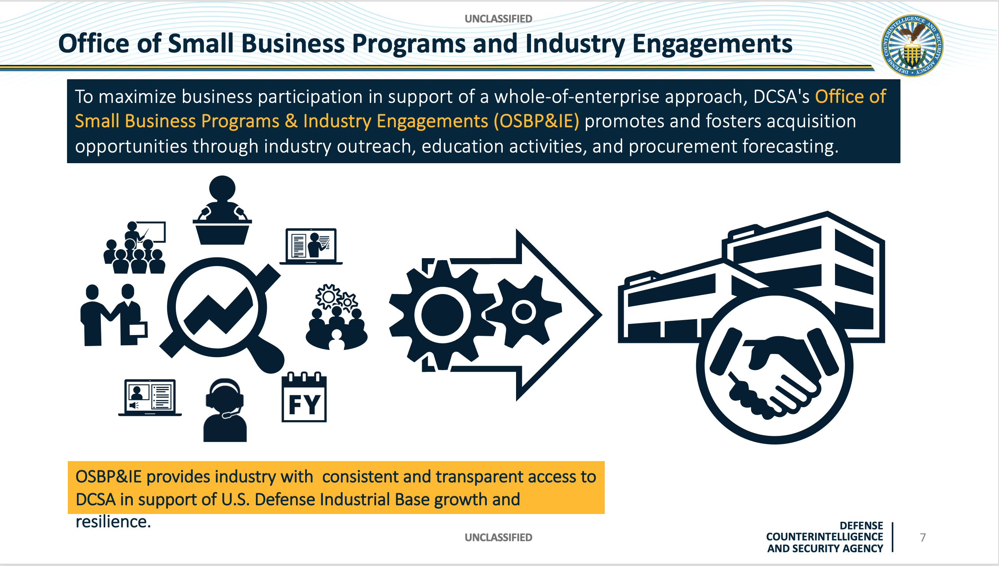 UNCLASSIFIED
Office of Small Business Programs and Industry Engagements
DEFENSE COUNTERINTELLIGENCE AND SECURITY AGENCY
To maximize business participation in support of a whole-of-enterprise approach, DCSA's Office of
Small Business Programs & Industry Engagements (OSBP&IE) promotes and fosters acquisition
opportunities through industry outreach, education activities, and procurement forecasting.
FY
OSBP&IE provides industry with  consistent and transparent access to
DCSA in support of U.S. Defense Industrial Base growth and
resilience.
UNCLASSIFIED
DEFENSE
COUNTERINTELLIGENCE
AND SECURITY AGENCY
7